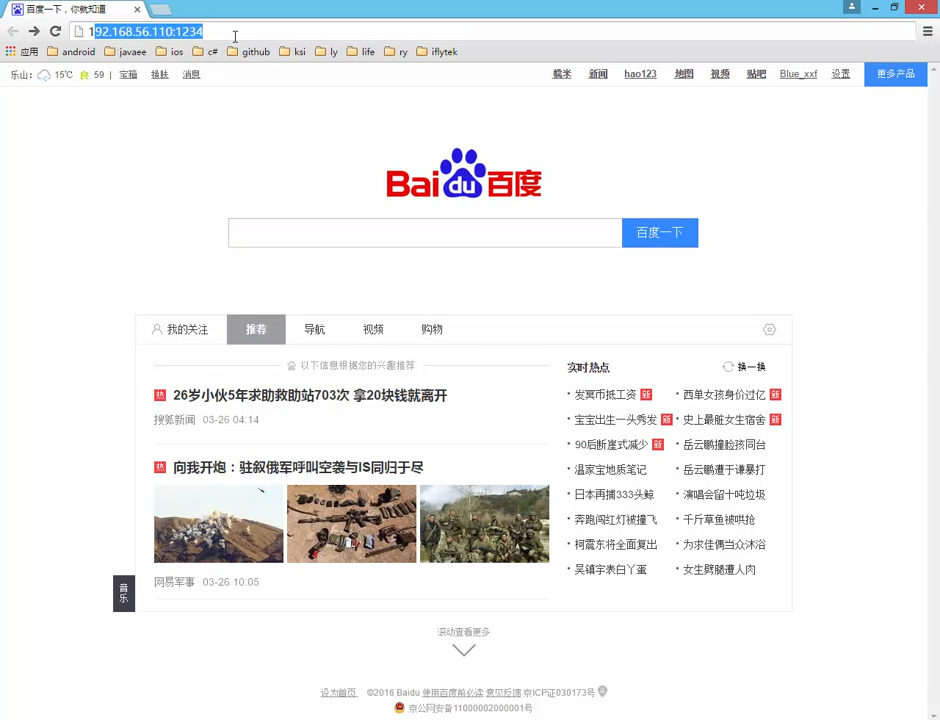 百度一下，你就知道
192.168.56.110:1234
应用 android javaee ios c# github ksi ly life ry iflytek
乐山： 15℃ 59 | 宝箱 换肤 消息
糯米 新闻 hao123 地图 视频 贴吧 Blue_xxf 设置 更多产品
Bai du 百度
百度一下
我的关注 推荐 导航 视频 购物
以下信息根据您的兴趣推荐
热 26岁小伙5年求助救助站703次 拿20块钱就离开
搜狐新闻 03-26 04:14
热 向我开炮：驻叙俄军呼叫空袭与IS同归于尽
网易军事 03-26 10:05
实时热点 换一换
发冥币抵工资 新
西单女孩身价过亿 新
宝宝出生一头秀发 新
史上最脏女生宿舍 新
90后断崖式减少 新
岳云鹏撞脸孩同台
温家宝地质笔记
岳云鹏遭于谦暴打
日本再捕333头鲸
演唱会留十吨垃圾
奔跑闯红灯被撞飞
千斤草鱼被哄抢
柯震东将全面复出
为求佳偶当众沐浴
吴镇宇表白丫蛋
女生劈腿遭人肉
音乐
滚动查看更多
设为首页 ©2016 Baidu 使用百度前必读 意见反馈 京ICP证030173号
京公网安备11000002000001号